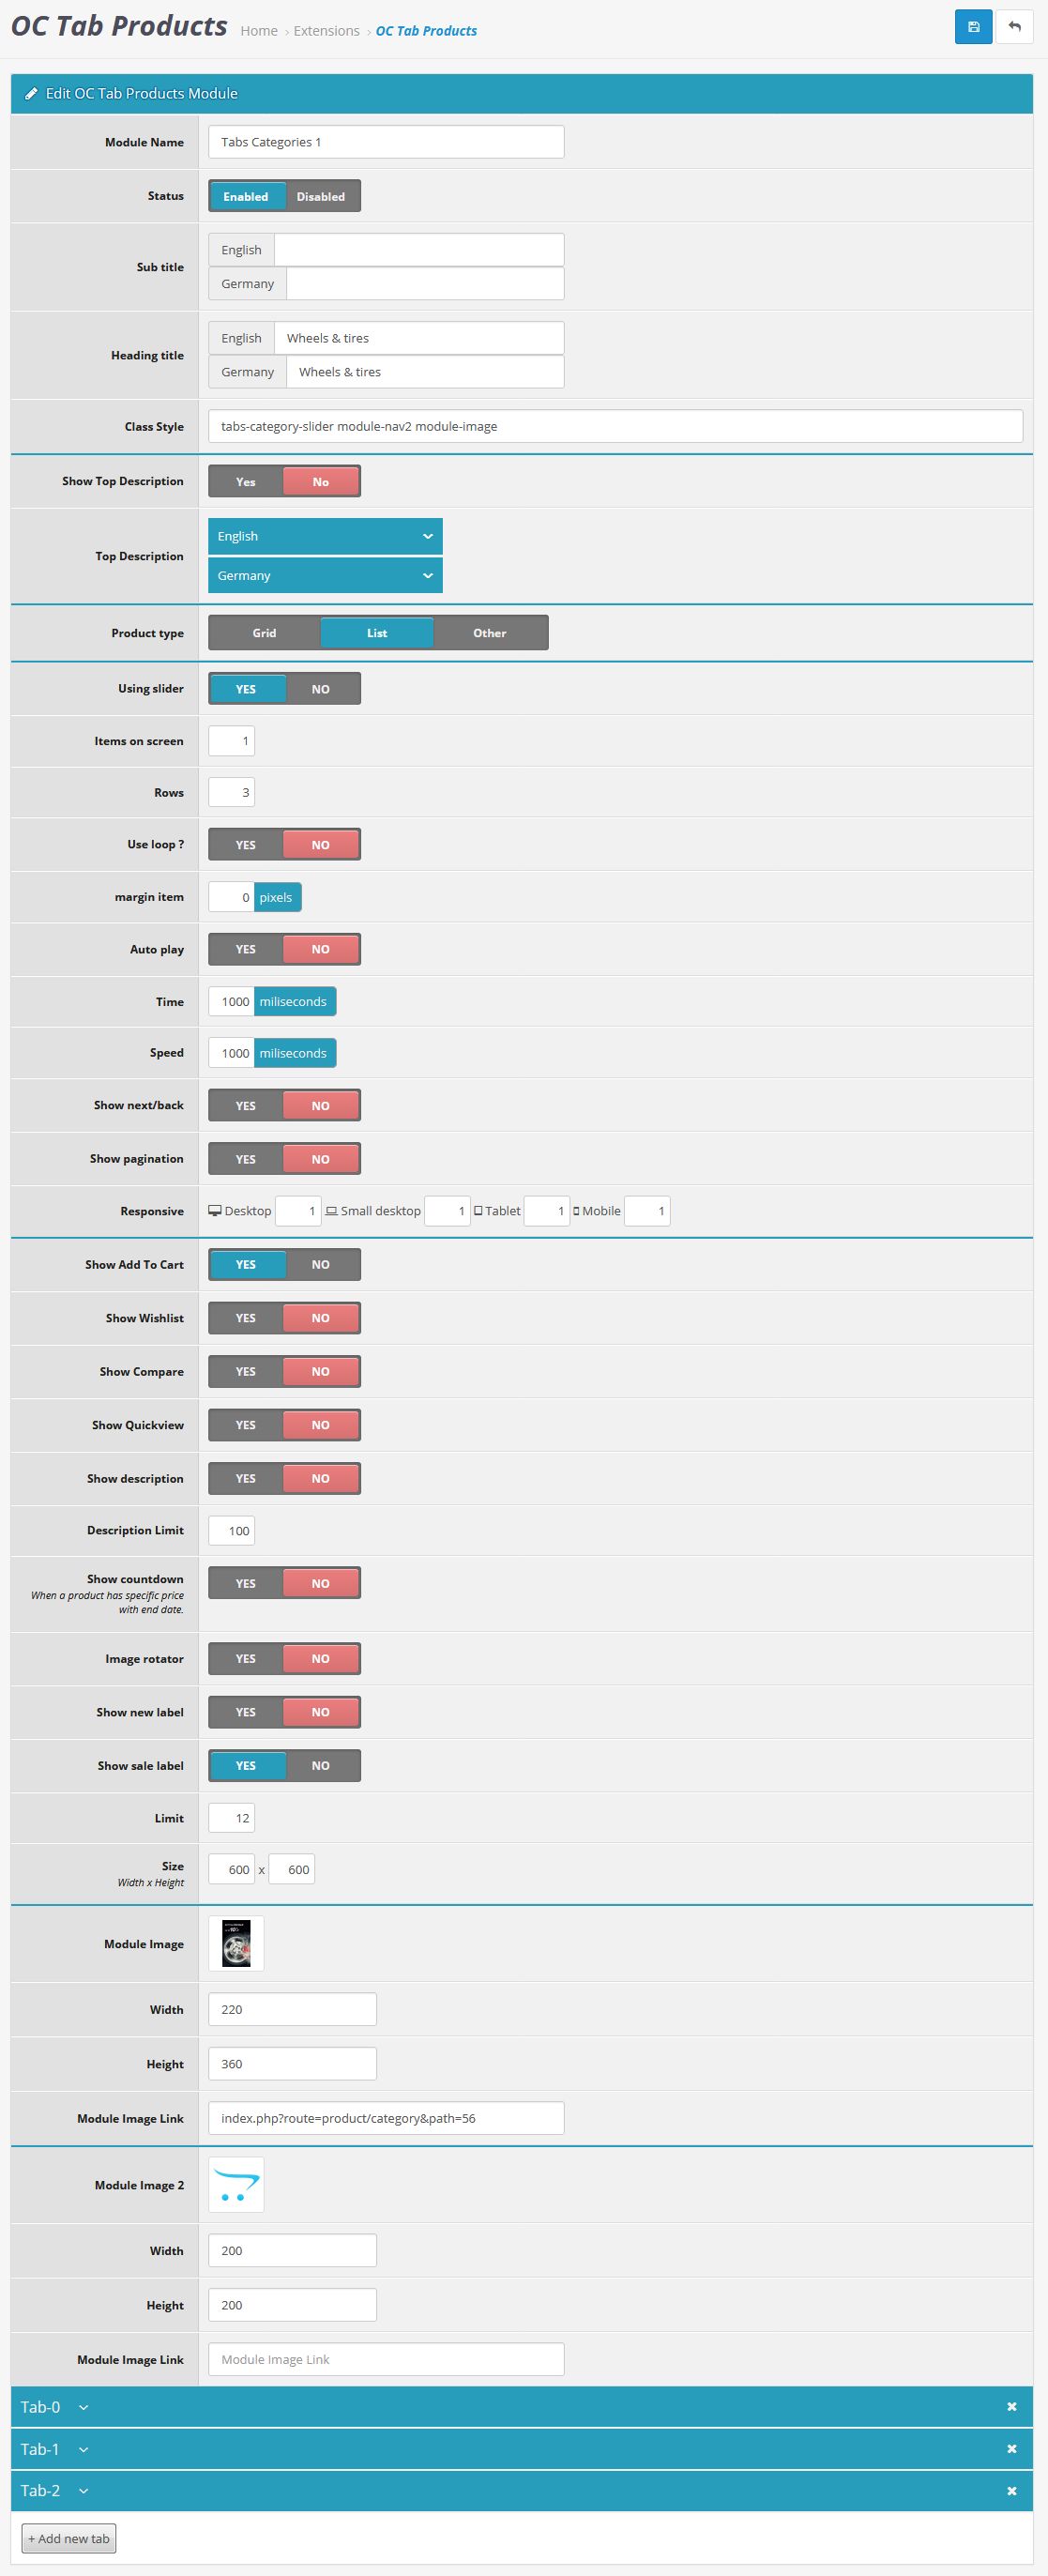 OC Tab Products Home › Extensions › OC Tab Products
Edit OC Tab Products Module
Module Name Tabs Categories 1
Status Enabled Disabled
Sub title
English
Germany
Heading title
English Wheels & tires
Germany Wheels & tires
Class Style tabs-category-slider module-nav2 module-image
Show Top Description Yes No
Top Description
English
Germany
Product type Grid List Other
Using slider YES NO
Items on screen 1
Rows 3
Use loop ? YES NO
margin item 0 pixels
Auto play YES NO
Time 1000 miliseconds
Speed 1000 miliseconds
Show next/back YES NO
Show pagination YES NO
Responsive Desktop 1 Small desktop 1 Tablet 1 Mobile 1
Show Add To Cart YES NO
Show Wishlist YES NO
Show Compare YES NO
Show Quickview YES NO
Show description YES NO
Description Limit 100
Show countdown YES NO
When a product has specific price
with end date.
Image rotator YES NO
Show new label YES NO
Show sale label YES NO
Limit 12
Size 600 x 600
Width x Height
Module Image
Width 220
Height 360
Module Image Link index.php?route=product/category&path=56
Module Image 2
Width 200
Height 200
Module Image Link Module Image Link
Tab-0
Tab-1
Tab-2
+ Add new tab